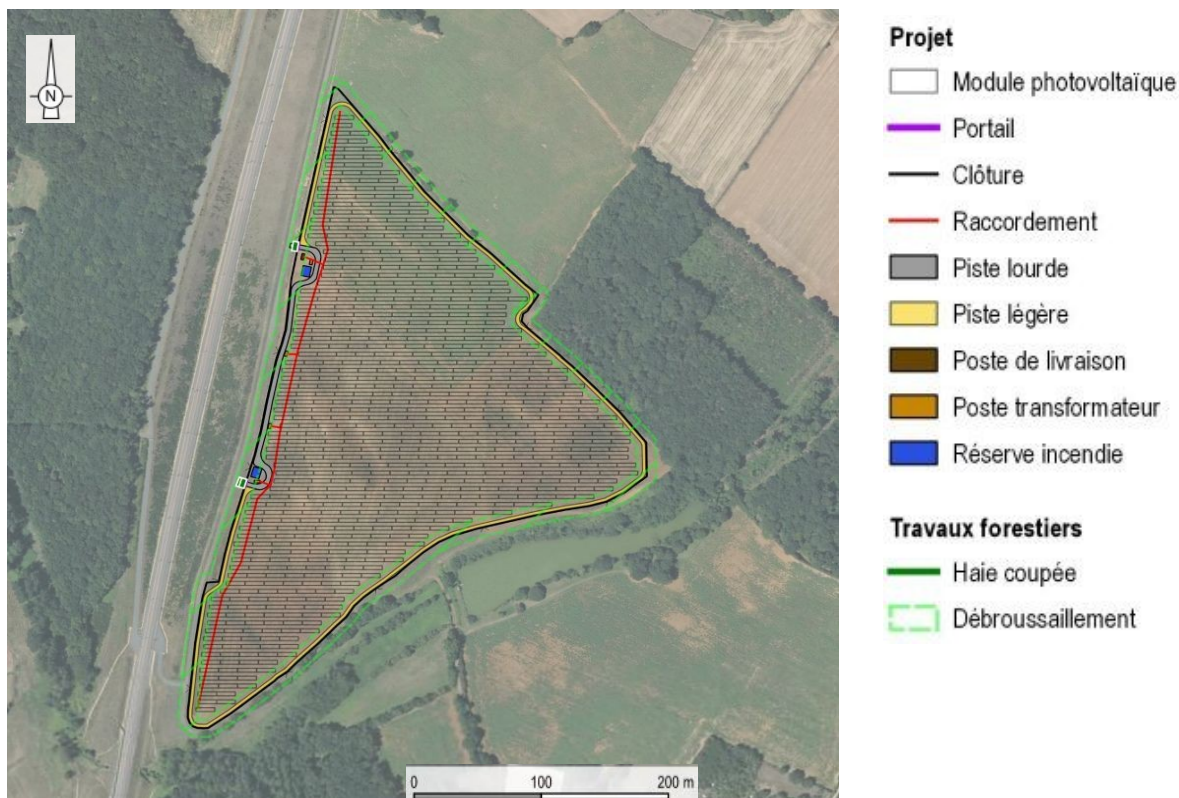 N
Projet
Module photovoltaïque
Portail
Clôture
Raccordement
Piste lourde
Piste légère
Poste de livraison
Poste transformateur
Réserve incendie
Travaux forestiers
Haie coupée
Débroussaillement
0 100 200 m